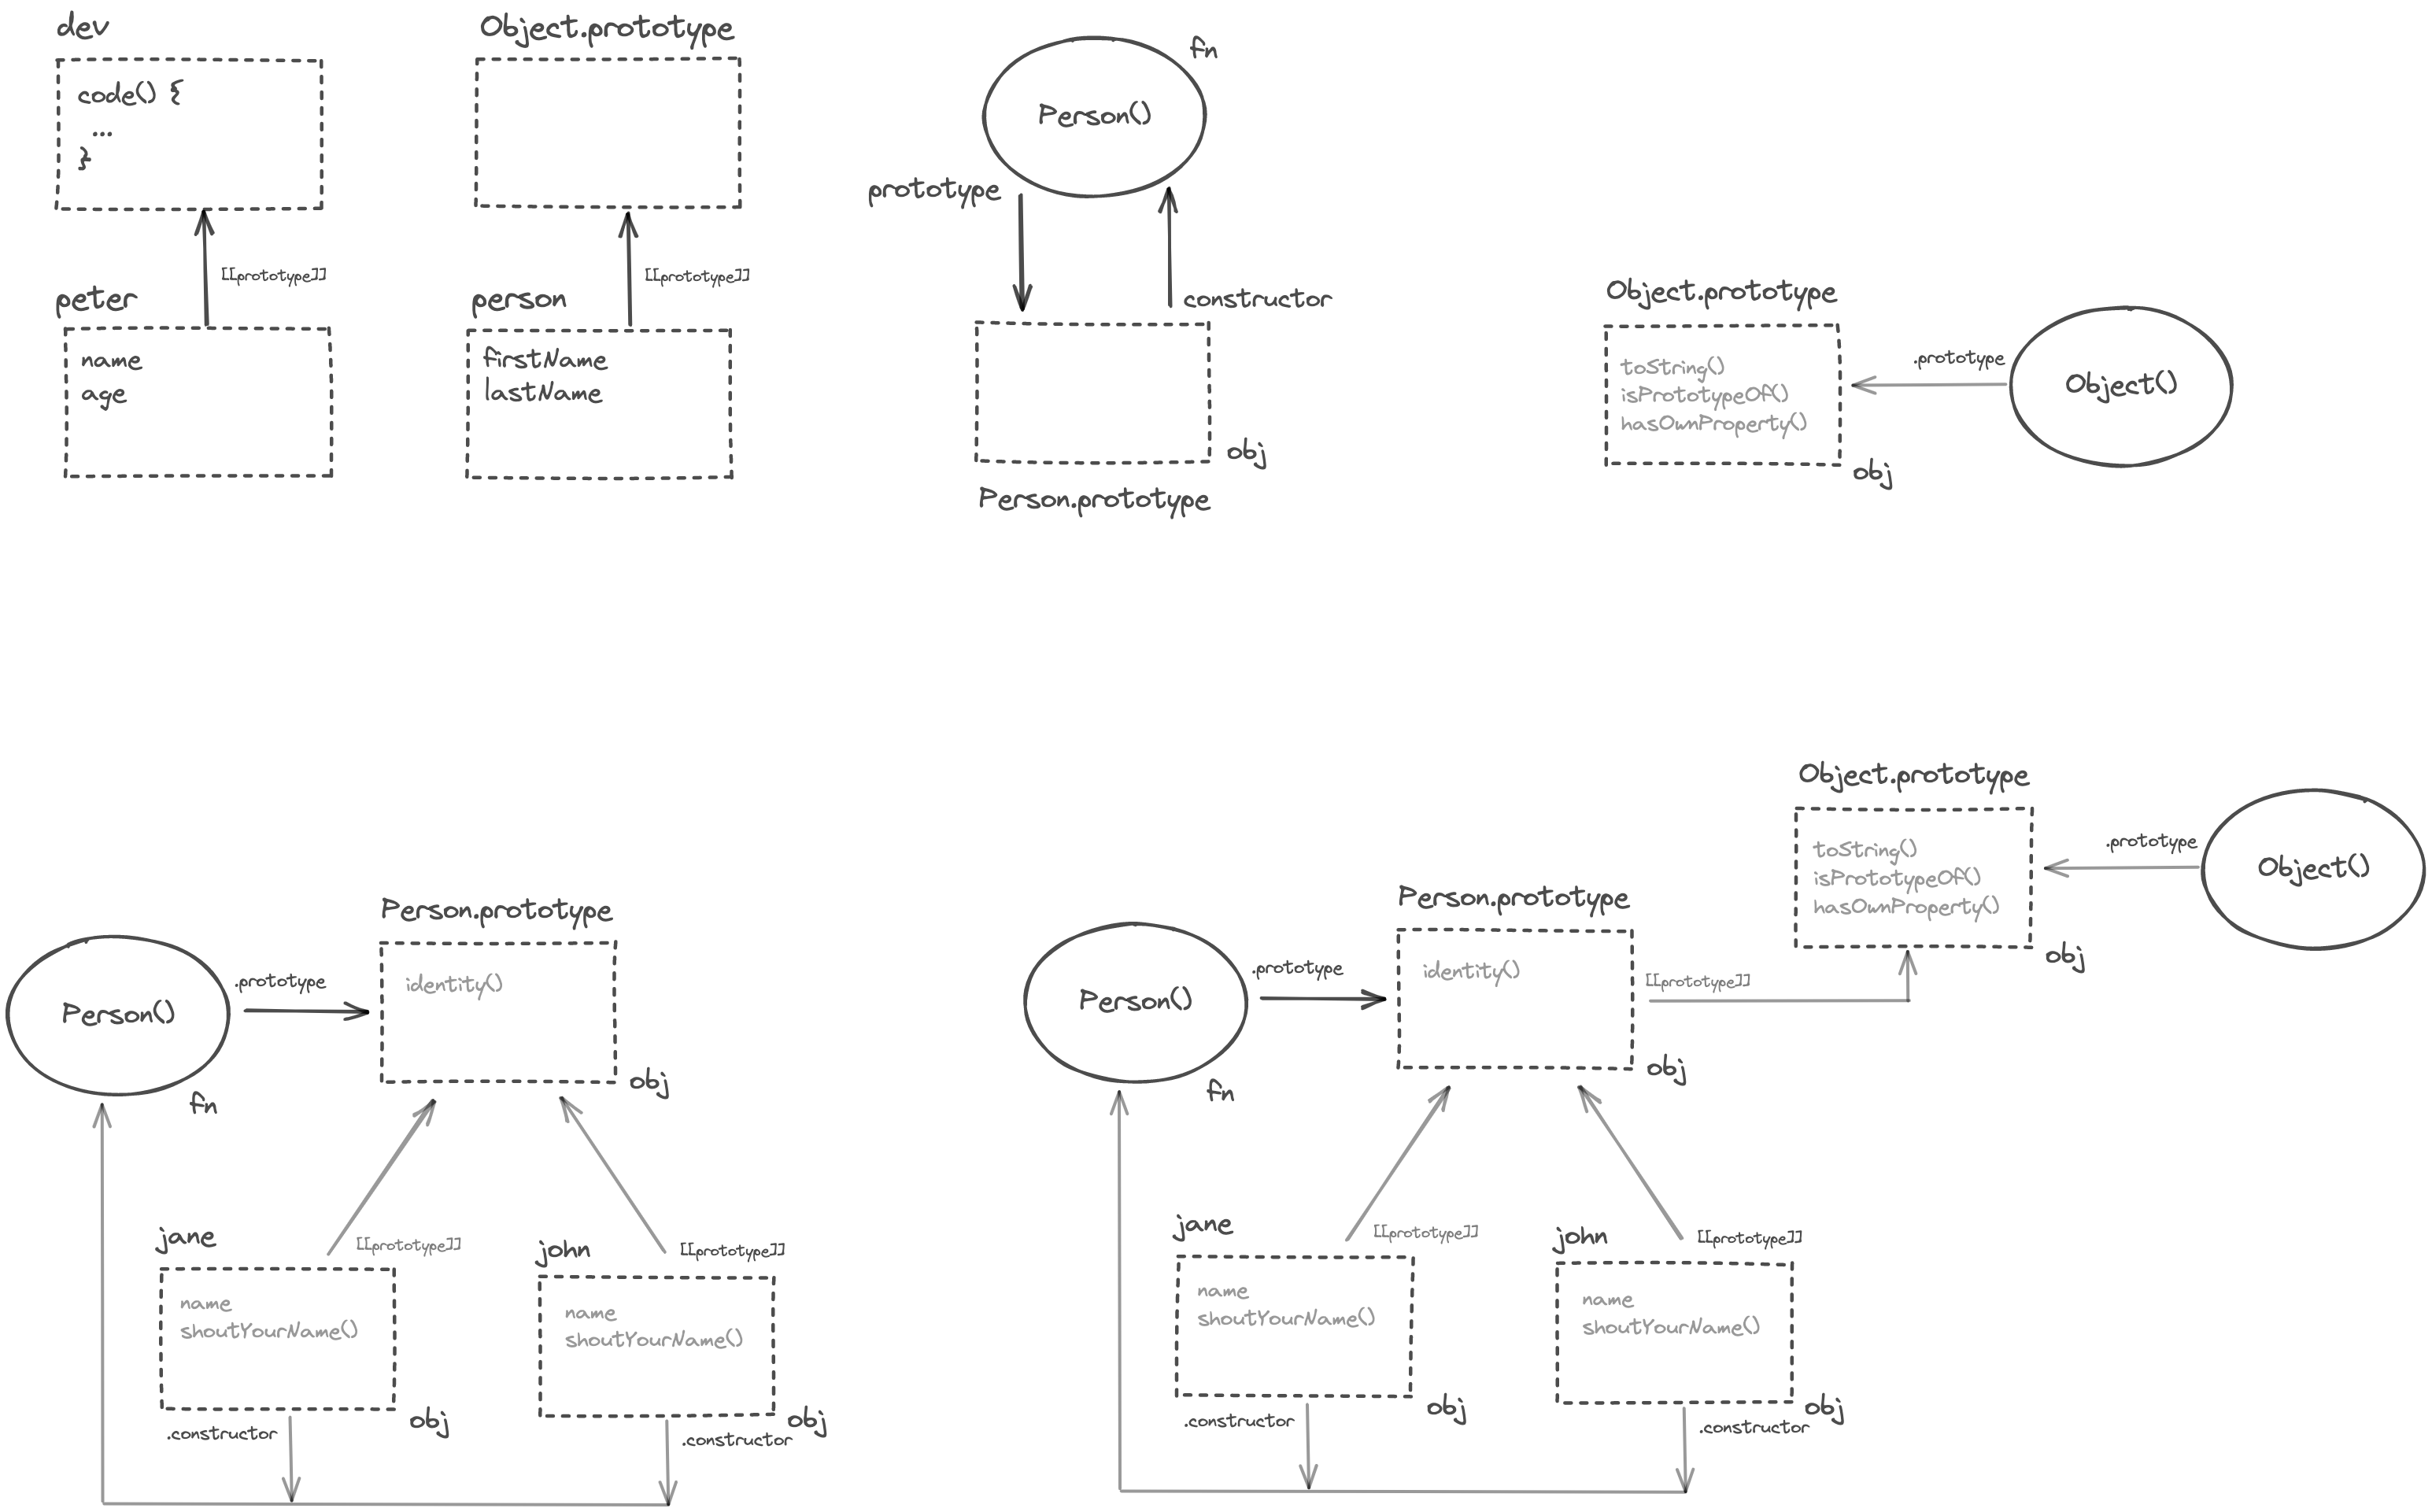 dev
code() {
...
}
[[prototype]]
peter
name
age
Object.prototype
[[prototype]]
person
firstName
lastName
fn
Person()
prototype
constructor
obj
Person.prototype
Object.prototype
toString()
isPrototypeOf()
hasOwnProperty()
obj
.prototype
Object()
Person.prototype
Person()
.prototype
identity()
fn
obj
jane
[[prototype]]
name
shoutYourName()
obj
.constructor
john
[[prototype]]
name
shoutYourName()
obj
.constructor
Object.prototype
toString()
isPrototypeOf()
hasOwnProperty()
obj
.prototype
Object()
Person.prototype
Person()
.prototype
identity()
[[prototype]]
fn
obj
jane
[[prototype]]
name
shoutYourName()
obj
.constructor
john
[[prototype]]
name
shoutYourName()
obj
.constructor